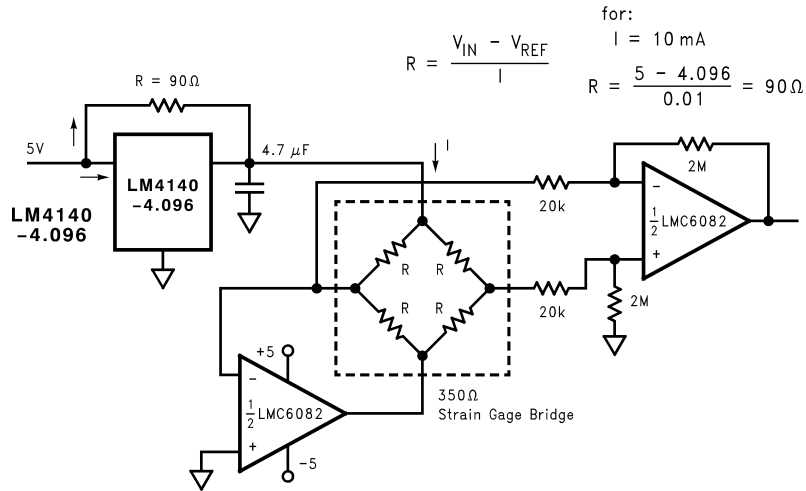 for:
I = 10 mA
R = (V_IN − V_REF) / I
R = (5 − 4.096) / 0.01 = 90Ω
R = 90Ω
5V
4.7 μF
I
LM4140
−4.096
LM4140
−4.096
2M
20k
−
1/2 LMC6082
+
R
R
R
R
20k
2M
+5
−
1/2 LMC6082
+
−5
350Ω
Strain Gage Bridge